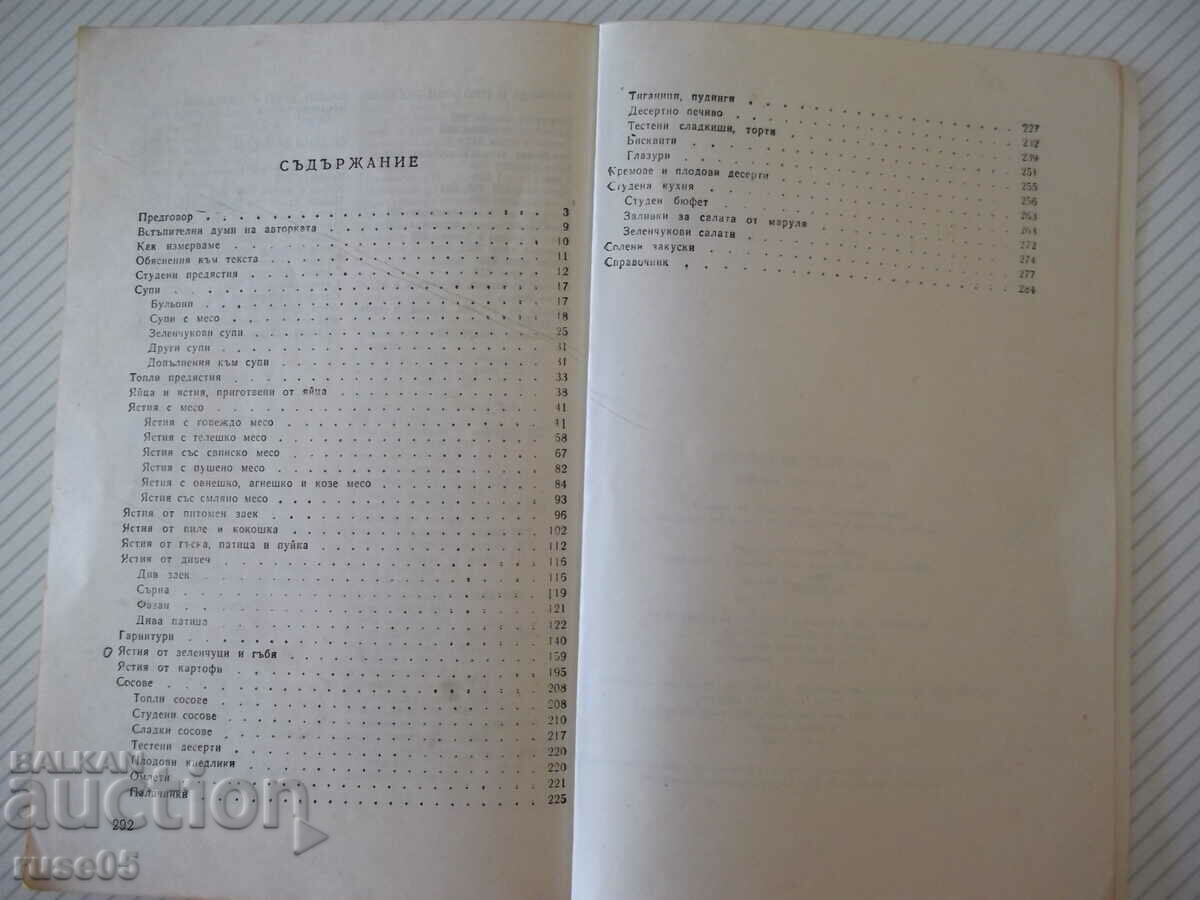 СЪДЪРЖАНИЕ
Предговор 3
Встъпителни думи на авторката 9
Как измерваме 10
Обяснения към текста 11
Студени предястия 12
Супи 17
Бульони 17
Супи с месо 18
Зеленчукови супи 25
Други супи 31
Допълнения към супи 31
Топли предястия 33
Яйца и ястия, приготвени от яйца 38
Ястия с месо 41
Ястия с говеждо месо 41
Ястия с телешко месо 58
Ястия със свинско месо 67
Ястия с пушено месо 82
Ястия с овнешко, агнешко и козе месо 84
Ястия със смляно месо 93
Ястия от питомен заек 96
Ястия от пиле и кокошка 102
Ястия от гъска, патица и пуйка 112
Ястия от дивеч 116
Див заек 116
Сърна 119
Фазан 121
Дива патица 122
Гарнитури 140
Ястия от зеленчуци и гъби 159
Ястия от картофи 195
Сосове 208
Топли сосове 208
Студени сосове 210
Сладки сосове 217
Тестени десерти 220
Плодови кнедлики 220
Омлети 221
Палачинки 225
292
Тиганици, пудинги 227
Десертно печиво 232
Тестени сладкиши, торти 239
Бисквити 251
Глазури 255
Кремове и плодови десерти 256
Студена кухня 263
Студен бюфет
Заливки за салата от маруля 272
Зеленчукови салати 274
Солени закуски 277
Справочник 284
BALKAN
auction
ruse05